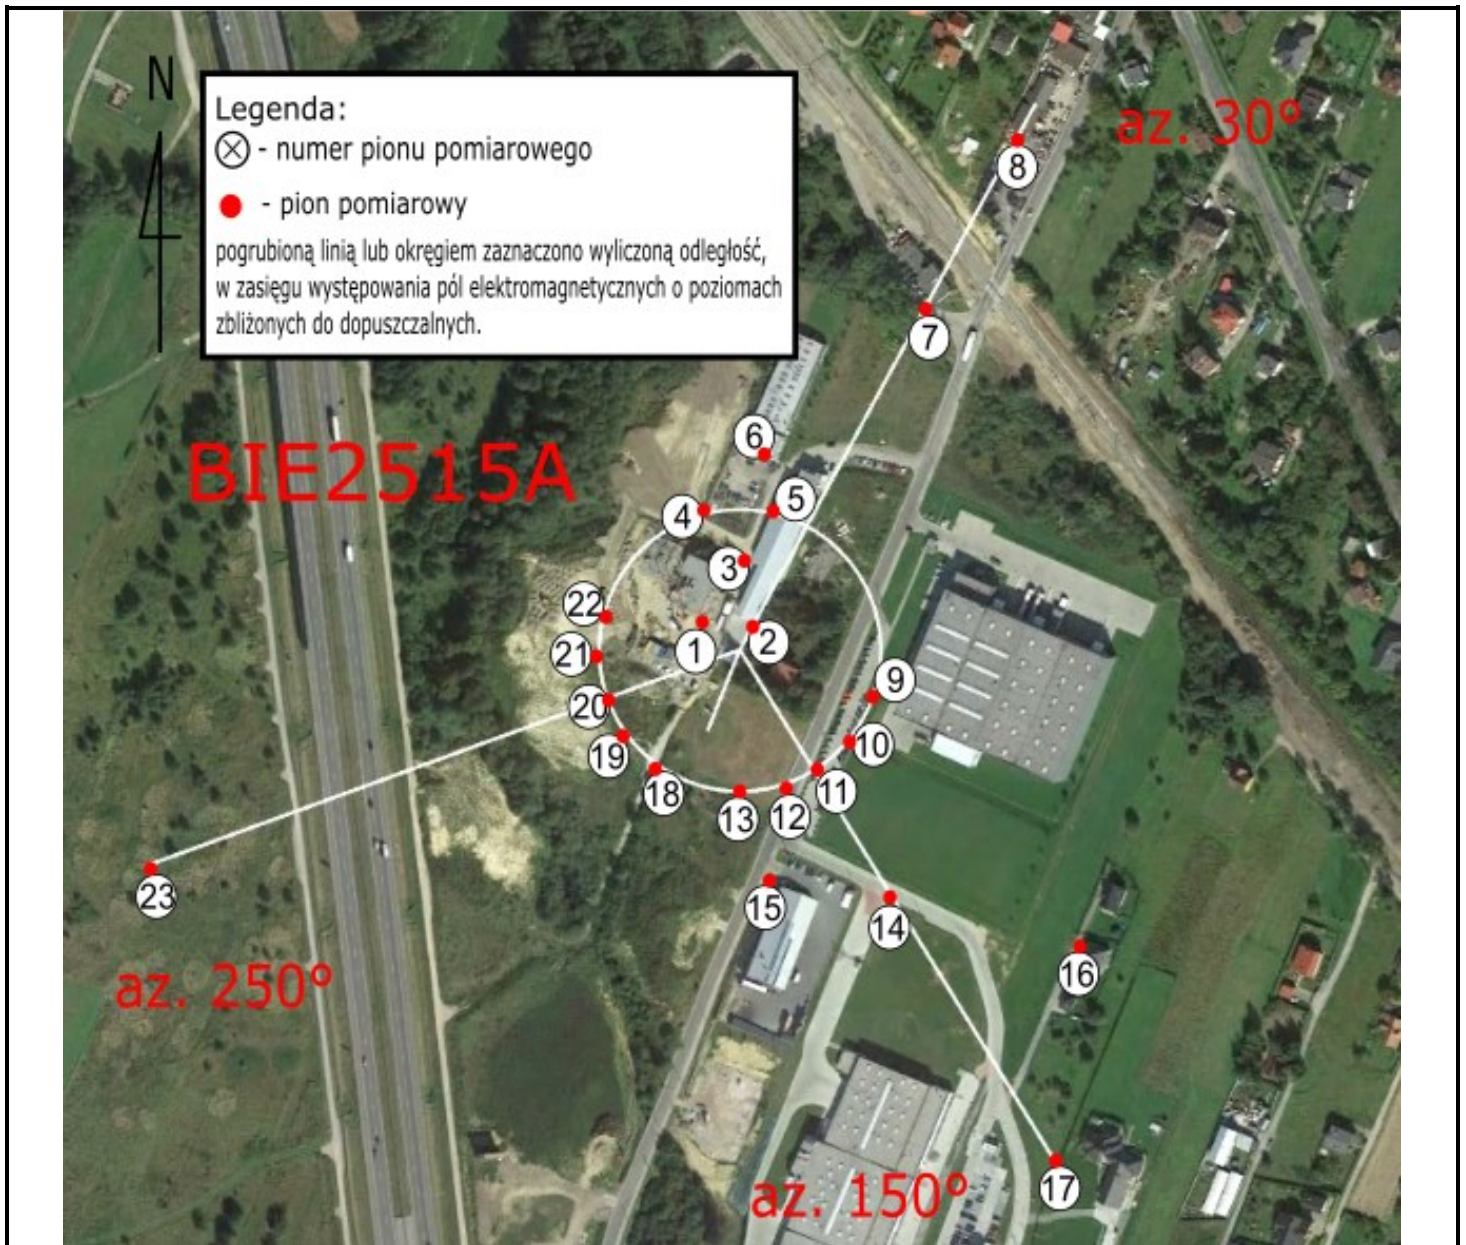 N
Legenda:
- numer pionu pomiarowego
- pion pomiarowy
pogrubioną linią lub okręgiem zaznaczono wyliczoną odległość,
w zasięgu występowania pól elektromagnetycznych o poziomach
zbliżonych do dopuszczalnych.
az. 30°
8
7
BIE2515A
6
5
4
3
22
1
2
21
9
20
10
19
11
18
13
12
23
15
14
az. 250°
16
az. 150°
17